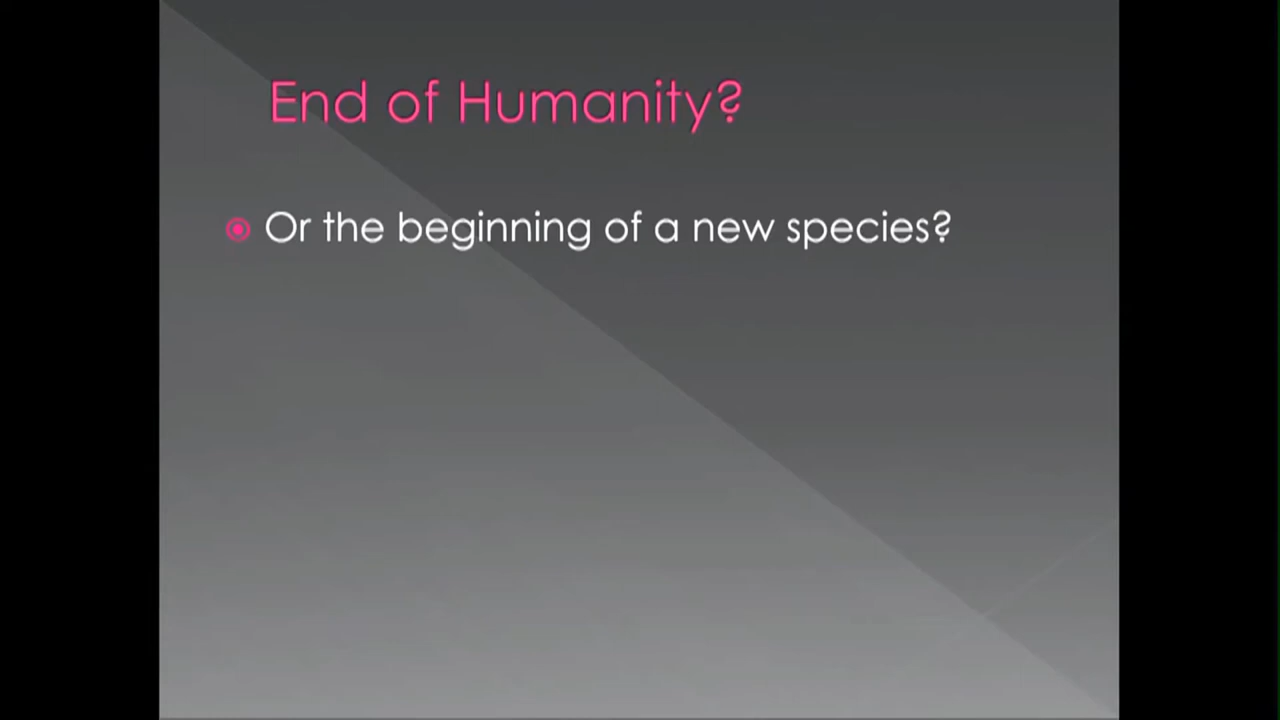 End of Humanity?
Or the beginning of a new species?